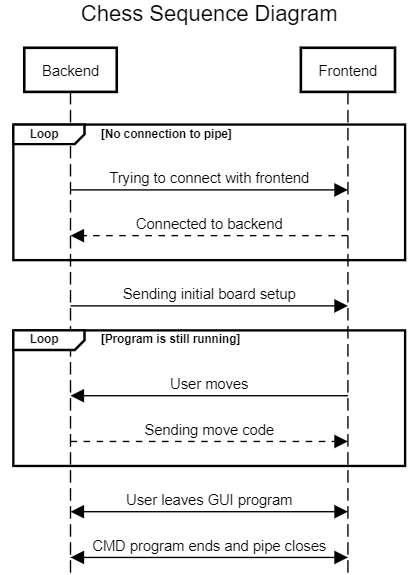 Chess Sequence Diagram
Backend
Frontend
Loop [No connection to pipe]
Trying to connect with frontend
Connected to backend
Sending initial board setup
Loop [Program is still running]
User moves
Sending move code
User leaves GUI program
CMD program ends and pipe closes